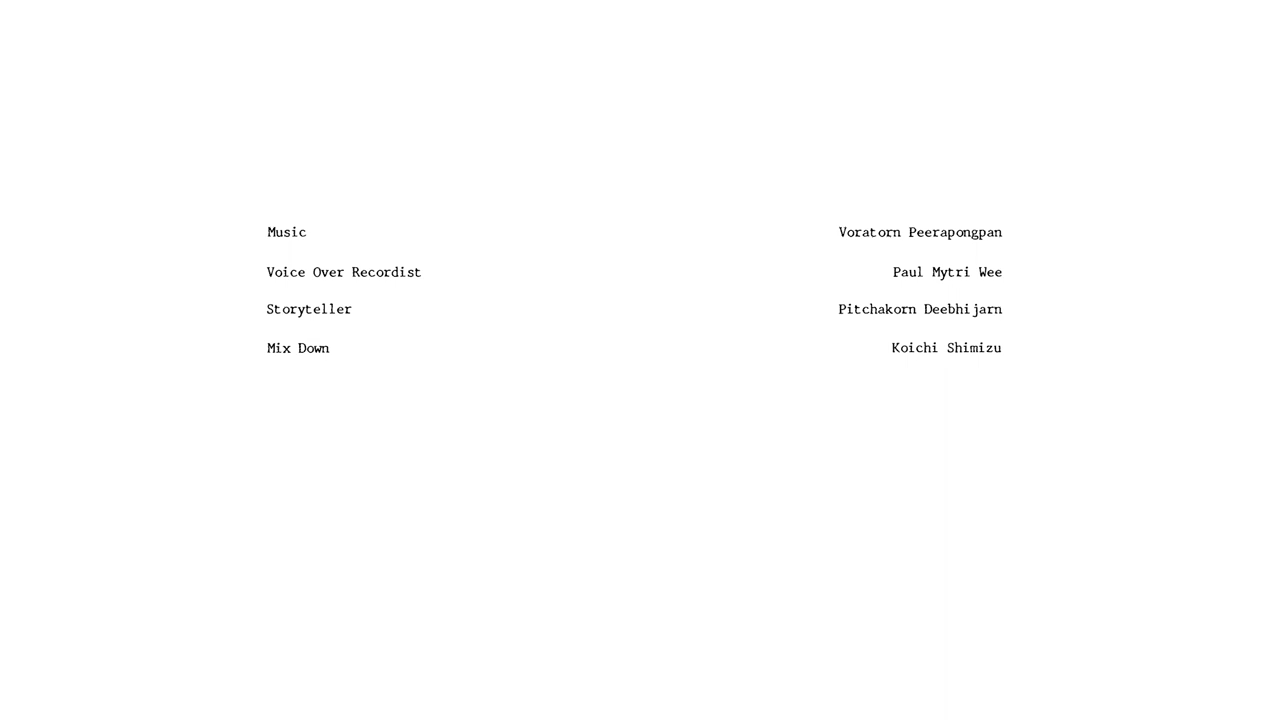 Music Voratorn Peerapongpan
Voice Over Recordist Paul Mytri Wee
Storyteller Pitchakorn Deebhijarn
Mix Down Koichi Shimizu